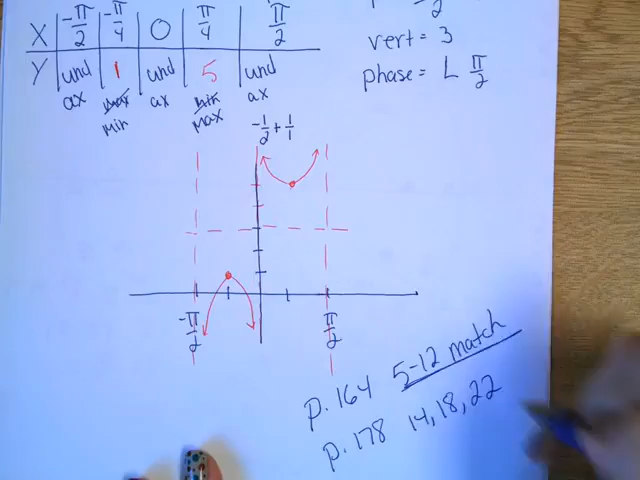 X -π/2 -π/4 0 π/4 π/2
Y und 1 und 5 und
ax min ax max ax
vert = 3
phase = L π/2
-1/2 + 1/1
-π/2 π/2
p. 164 5-12 match
p. 178 14, 18, 22